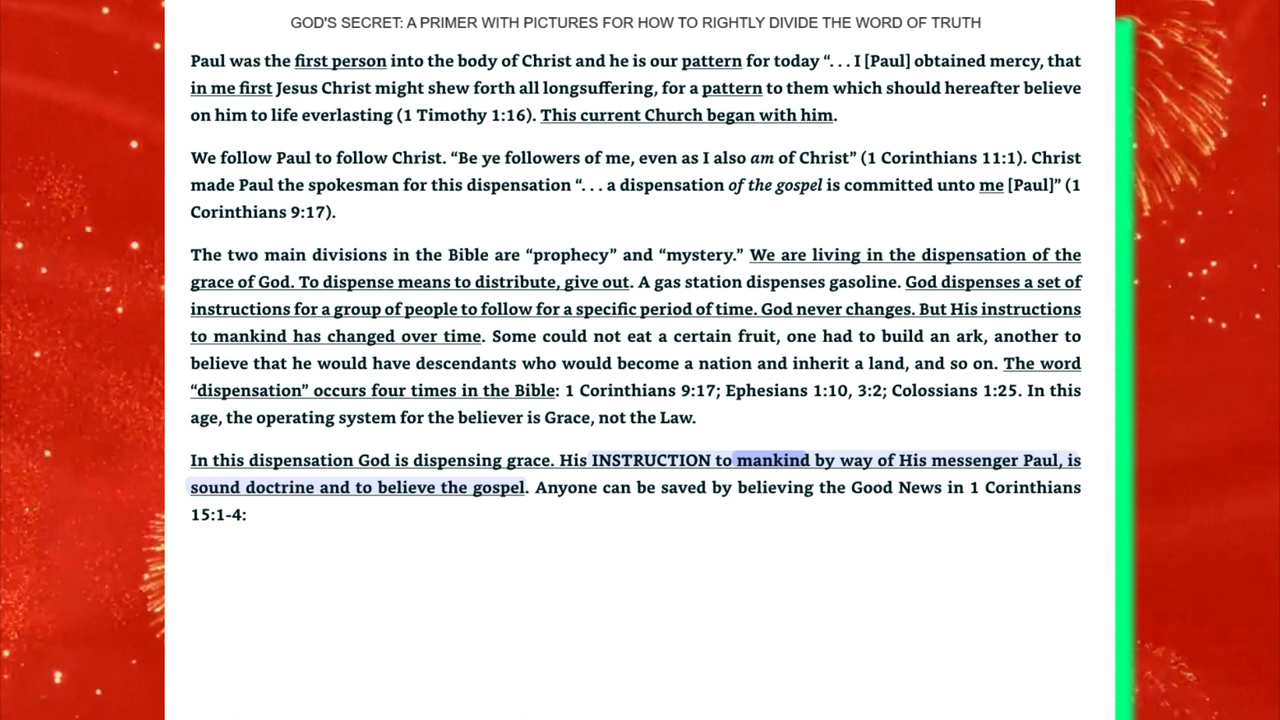 GOD'S SECRET: A PRIMER WITH PICTURES FOR HOW TO RIGHTLY DIVIDE THE WORD OF TRUTH
Paul was the first person into the body of Christ and he is our pattern for today “. . . I [Paul] obtained mercy, that
in me first Jesus Christ might shew forth all longsuffering, for a pattern to them which should hereafter believe
on him to life everlasting (1 Timothy 1:16). This current Church began with him.
We follow Paul to follow Christ. “Be ye followers of me, even as I also am of Christ” (1 Corinthians 11:1). Christ
made Paul the spokesman for this dispensation “. . . a dispensation of the gospel is committed unto me [Paul]” (1
Corinthians 9:17).
The two main divisions in the Bible are “prophecy” and “mystery.” We are living in the dispensation of the
grace of God. To dispense means to distribute, give out. A gas station dispenses gasoline. God dispenses a set of
instructions for a group of people to follow for a specific period of time. God never changes. But His instructions
to mankind has changed over time. Some could not eat a certain fruit, one had to build an ark, another to
believe that he would have descendants who would become a nation and inherit a land, and so on. The word
“dispensation” occurs four times in the Bible: 1 Corinthians 9:17; Ephesians 1:10, 3:2; Colossians 1:25. In this
age, the operating system for the believer is Grace, not the Law.
In this dispensation God is dispensing grace. His INSTRUCTION to mankind by way of His messenger Paul, is
sound doctrine and to believe the gospel. Anyone can be saved by believing the Good News in 1 Corinthians
15:1-4: